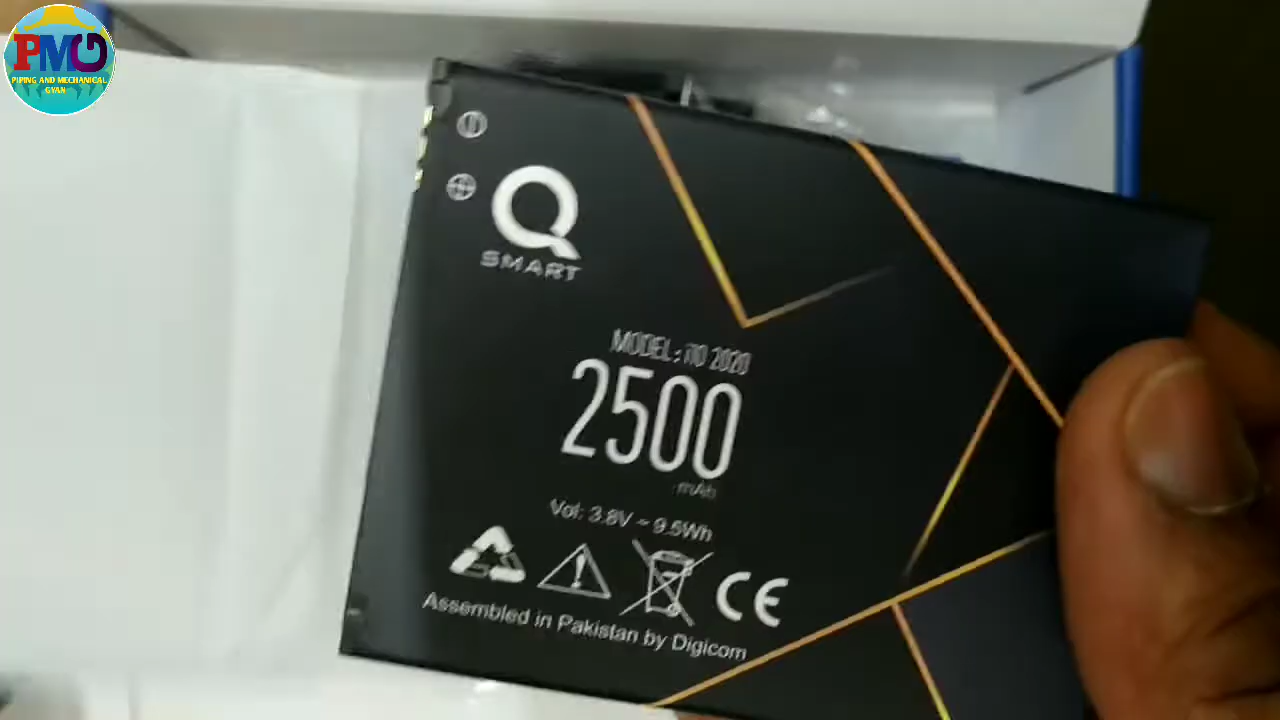 PMG
PIPING AND MECHANICAL
GYAN
Q
SMART
MODEL : i10 2020
2500
mAh
Vol: 3.8V ~ 9.5Wh
CE
Assembled in Pakistan by Digicom